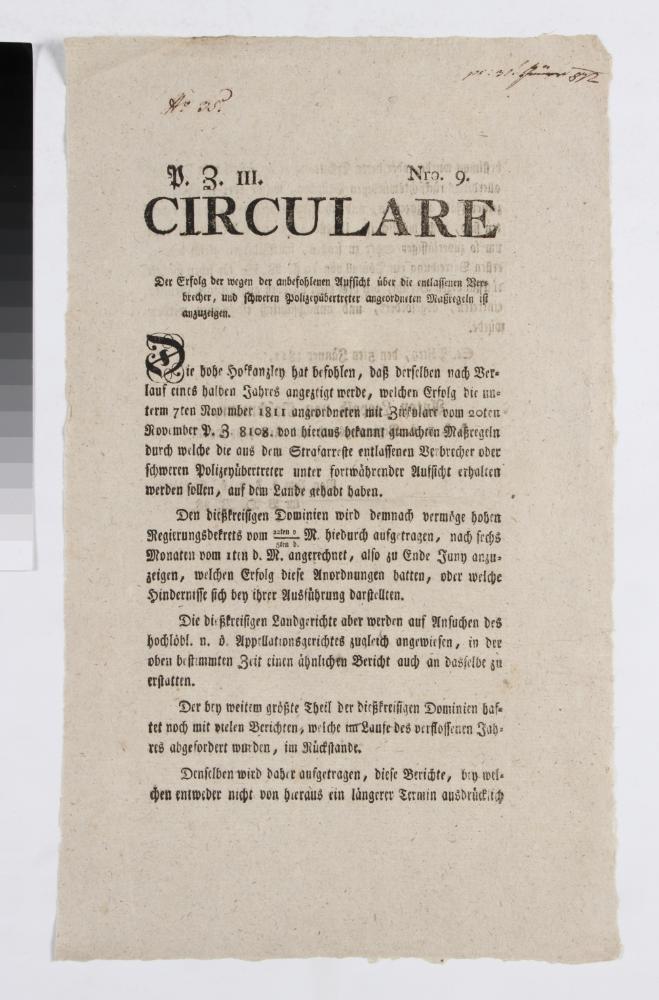 Nº 38.
P. Z. III. Nro. 9.
CIRCULARE
Der Erfolg der wegen der anbefohlenen Aufsicht über die entlassenen Ver-
brecher, und schweren Polizeyübertreter angeordneten Maßregeln ist
anzuzeigen.
Die hohe Hofkanzley hat befohlen, daß derselben nach Ver-
lauf eines halben Jahres angezeigt werde, welchen Erfolg die un-
term 7ten November 1811 angeordneten mit Zirkulare vom 20ten
November P. Z. 8108. von hieraus bekannt gemachten Maßregeln
durch welche die aus dem Strafarreste entlassenen Verbrecher oder
schweren Polizeyübertreter unter fortwährender Aufsicht erhalten
werden sollen, auf dem Lande gehabt haben.
Den dießkreisigen Dominien wird demnach vermöge hohen
Regierungsdekrets vom M. hiedurch aufgetragen, nach sechs
Monaten vom 1ten d. M. angerechnet, also zu Ende Juny anzu-
zeigen, welchen Erfolg diese Anordnungen hatten, oder welche
Hindernisse sich bey ihrer Ausführung darstellten.
Die dießkreisigen Landgerichte aber werden auf Ansuchen des
hochlöbl. n. ö. Appellationsgerichtes zugleich angewiesen, in der
oben bestimmten Zeit einen ähnlichen Bericht auch an dasselbe zu
erstatten.
Der bey weitem größte Theil der dießkreisigen Dominien haf-
tet noch mit vielen Berichten, welche im Laufe des verflossenen Jah-
res abgefordert wurden, im Rückstande.
Denselben wird daher aufgetragen, diese Berichte, bey wel-
chen entweder nicht von hieraus ein längerer Termin ausdrücklich